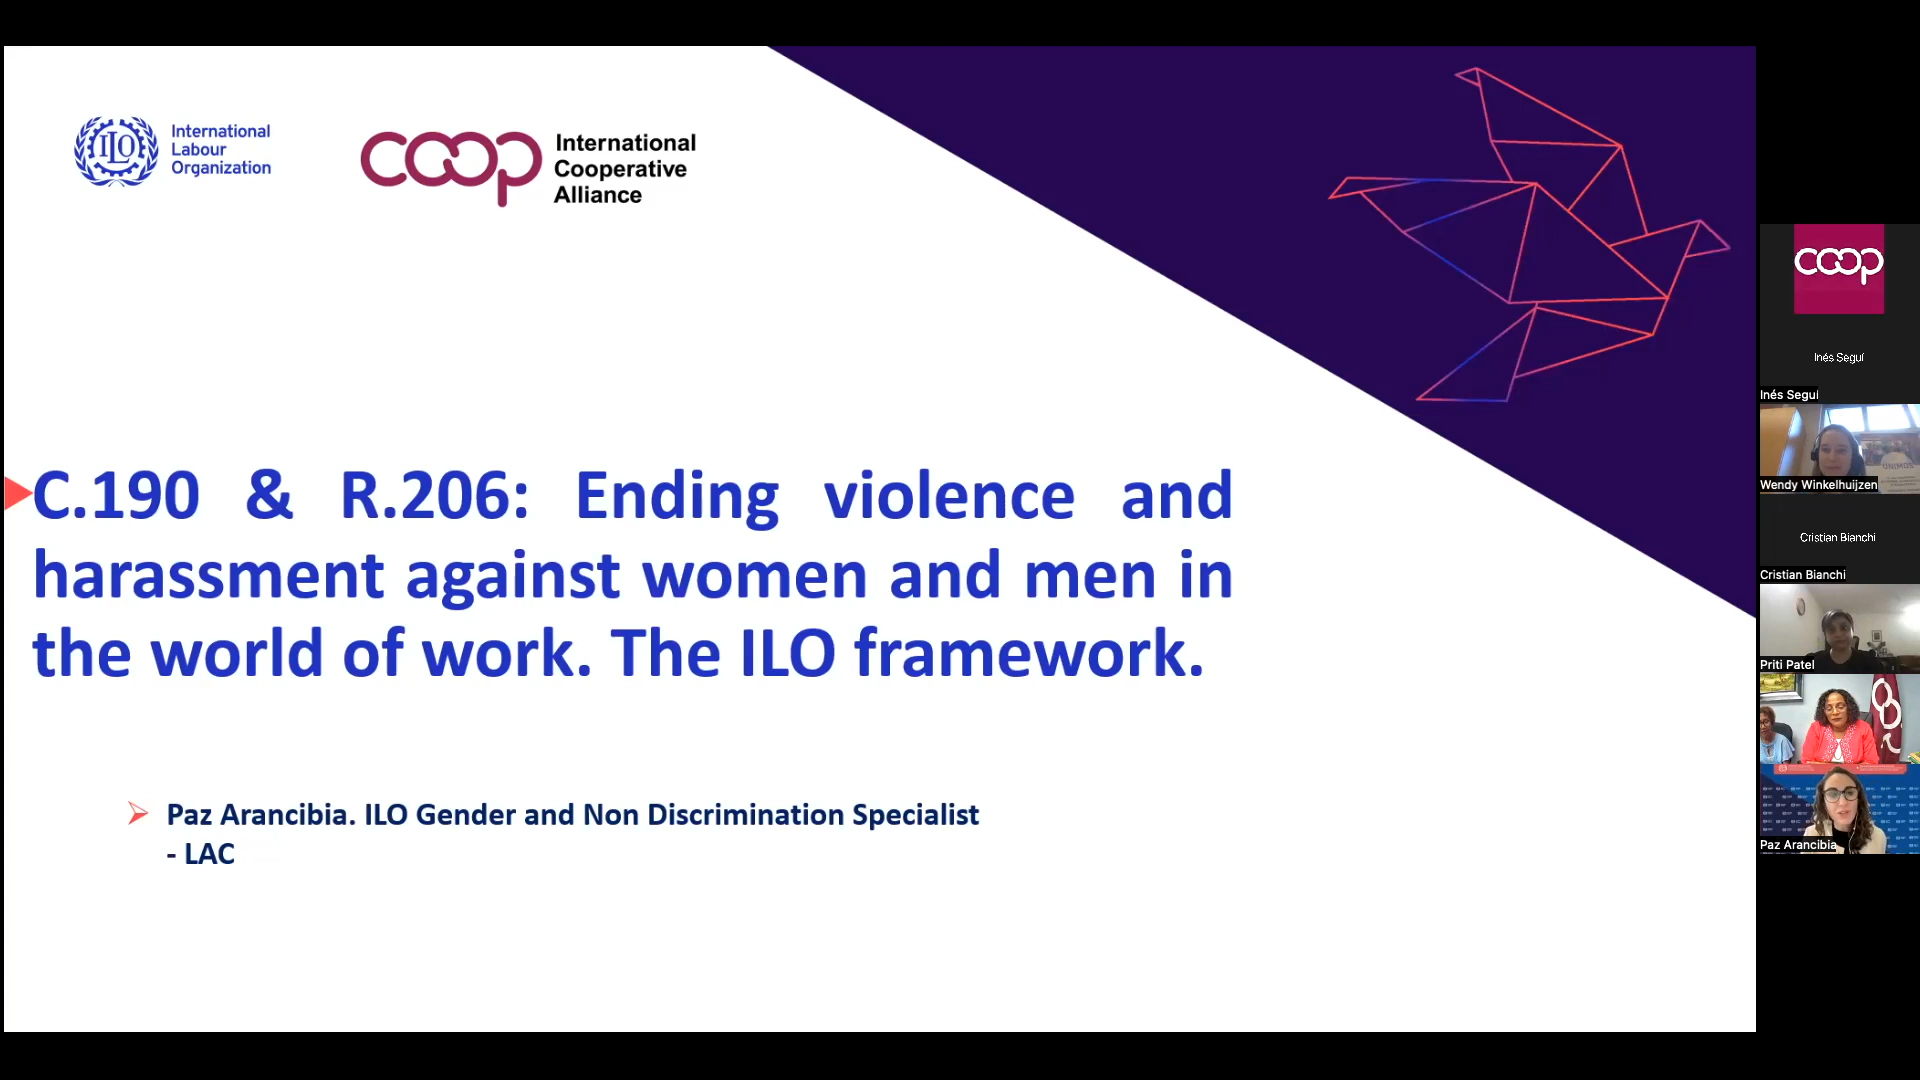 ILO
International
Labour
Organization
coop
International
Cooperative
Alliance
C.190 & R.206: Ending violence and
harassment against women and men in
the world of work. The ILO framework.
Paz Arancibia. ILO Gender and Non Discrimination Specialist
- LAC
coop
Inés Seguí
Inés Seguí
Wendy Winkelhuijzen
Cristian Bianchi
Cristian Bianchi
Priti Patel
Paz Arancibia